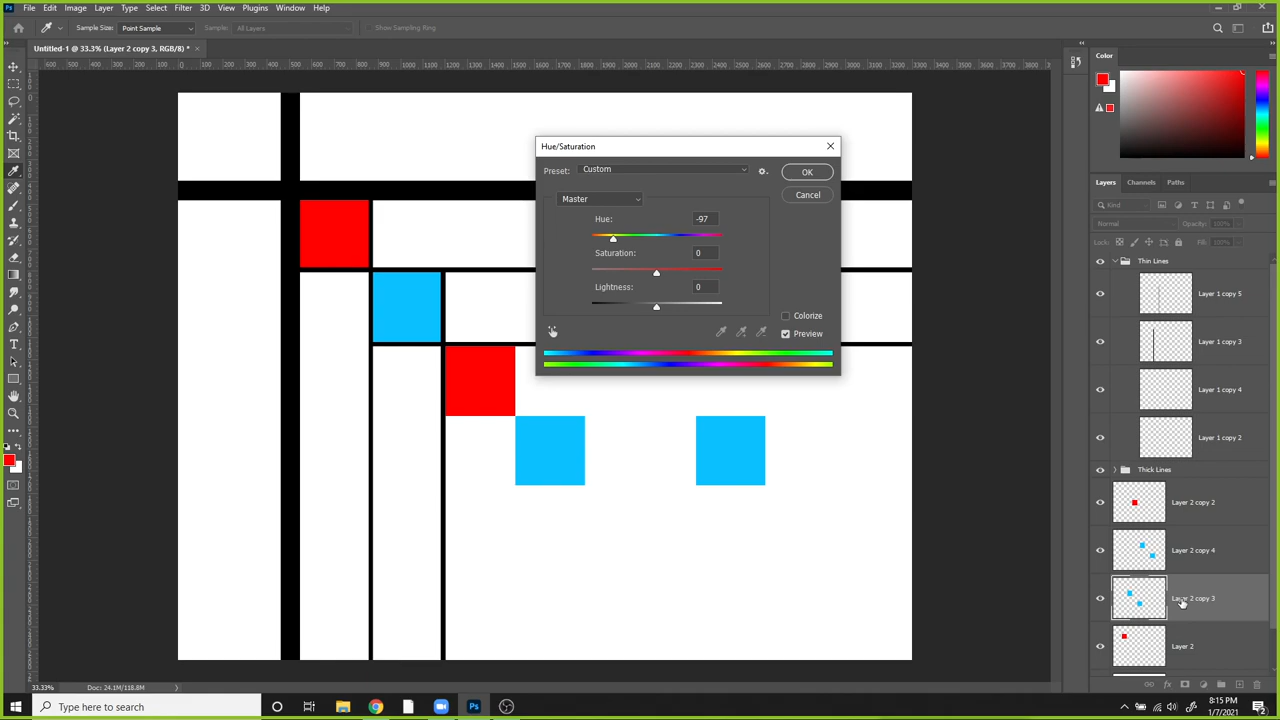 Ps File Edit Image Layer Type Select Filter 3D View Plugins Window Help
Sample Size: Point Sample Sample: All Layers Show Sampling Ring
Untitled-1 @ 33.3% (Layer 2 copy 3, RGB/8) * ×
Color
Hue/Saturation
Preset: Custom OK
Cancel
Master
Hue: -97
Saturation: 0
Lightness: 0
Colorize
Preview
Layers Channels Paths
Kind
Normal Opacity: 100%
Lock: Fill: 100%
Thin Lines
Layer 1 copy 5
Layer 1 copy 3
Layer 1 copy 4
Layer 1 copy 2
Thick Lines
Layer 2 copy 2
Layer 2 copy 4
Layer 2 copy 3
Layer 2
33.33% Doc: 24.1M/118.8M
Type here to search
Ps
8:15 PM
1/7/2021
2